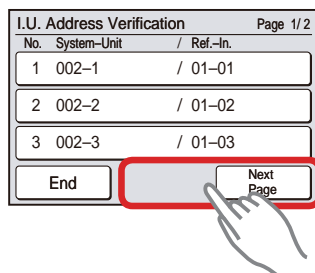 I.U. Address Verification Page 1/2
No. System–Unit / Ref.–In.
1 002–1 / 01–01
2 002–2 / 01–02
3 002–3 / 01–03
End
Next
Page